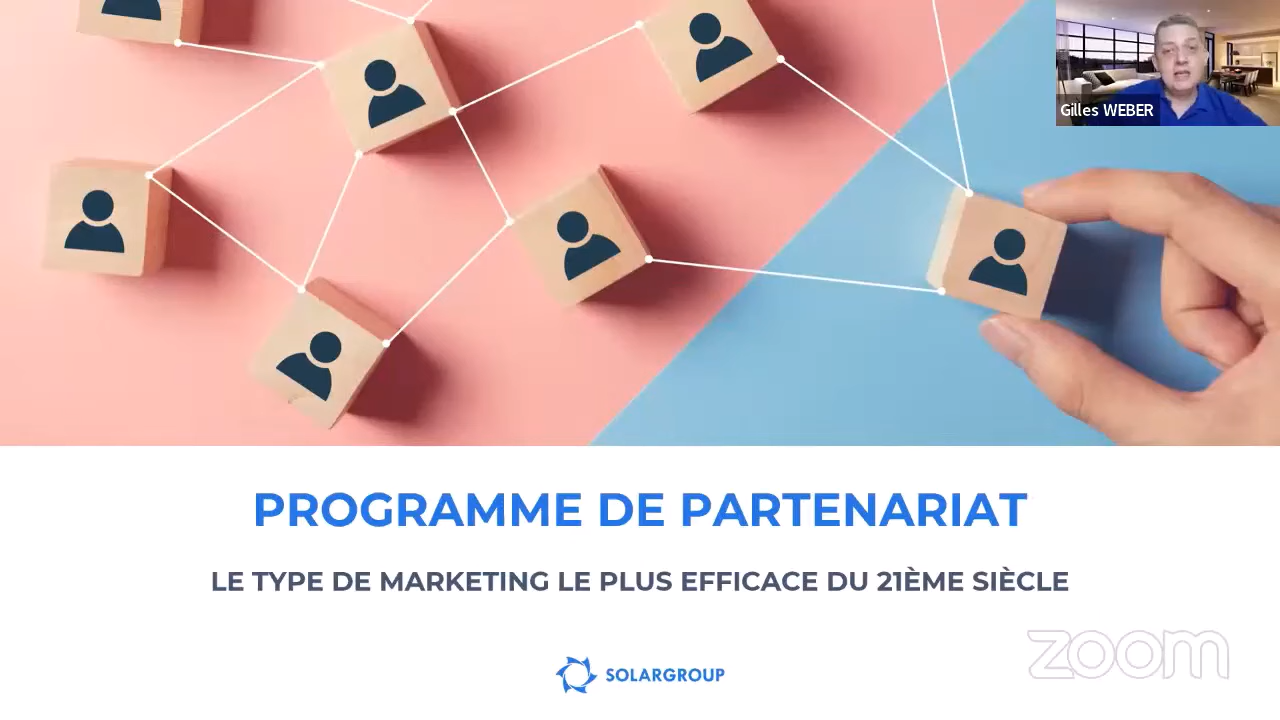 Gilles WEBER
PROGRAMME DE PARTENARIAT
LE TYPE DE MARKETING LE PLUS EFFICACE DU 21ÈME SIÈCLE
SOLARGROUP
zoom